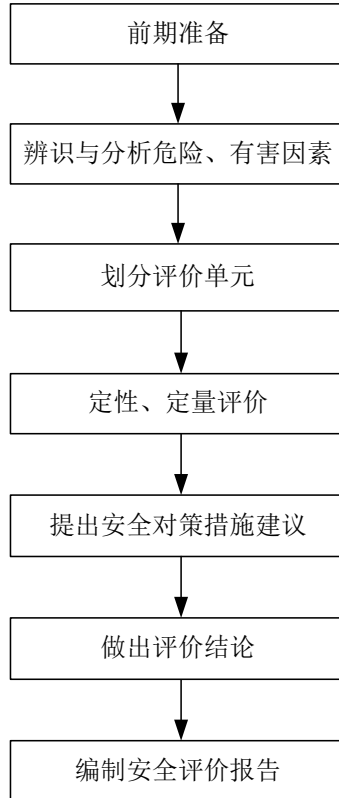 前期准备
辨识与分析危险、有害因素
划分评价单元
定性、定量评价
提出安全对策措施建议
做出评价结论
编制安全评价报告